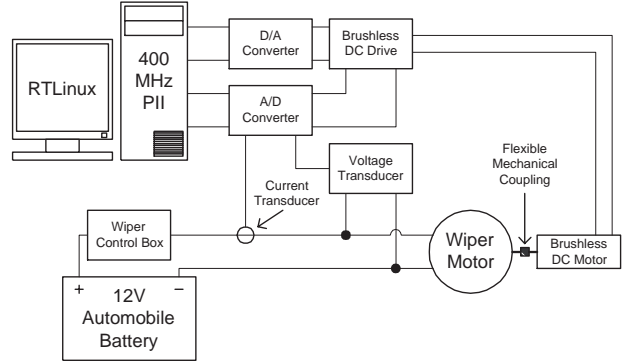 RTLinux
400
MHz
PII
D/A
Converter
Brushless
DC Drive
A/D
Converter
Voltage
Transducer
Flexible
Mechanical
Coupling
Current
Transducer
Wiper
Control Box
Wiper
Motor
Brushless
DC Motor
+ −
12V
Automobile
Battery